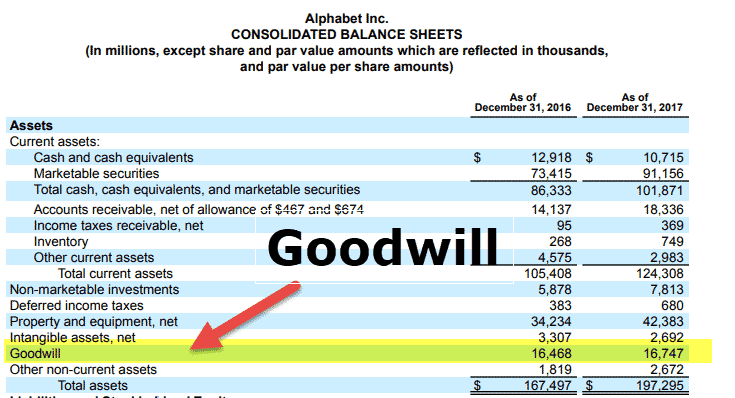 Alphabet Inc.
CONSOLIDATED BALANCE SHEETS
(In millions, except share and par value amounts which are reflected in thousands,
and par value per share amounts)
As of December 31, 2016 As of December 31, 2017
Assets
Current assets:
Cash and cash equivalents $ 12,918 $ 10,715
Marketable securities 73,415 91,156
Total cash, cash equivalents, and marketable securities 86,333 101,871
Accounts receivable, net of allowance of $467 and $674 14,137 18,336
Income taxes receivable, net 95 369
Inventory 268 749
Goodwill
Other current assets 4,575 2,983
Total current assets 105,408 124,308
Non-marketable investments 5,878 7,813
Deferred income taxes 383 680
Property and equipment, net 34,234 42,383
Intangible assets, net 3,307 2,692
Goodwill 16,468 16,747
Other non-current assets 1,819 2,672
Total assets $ 167,497 $ 197,295